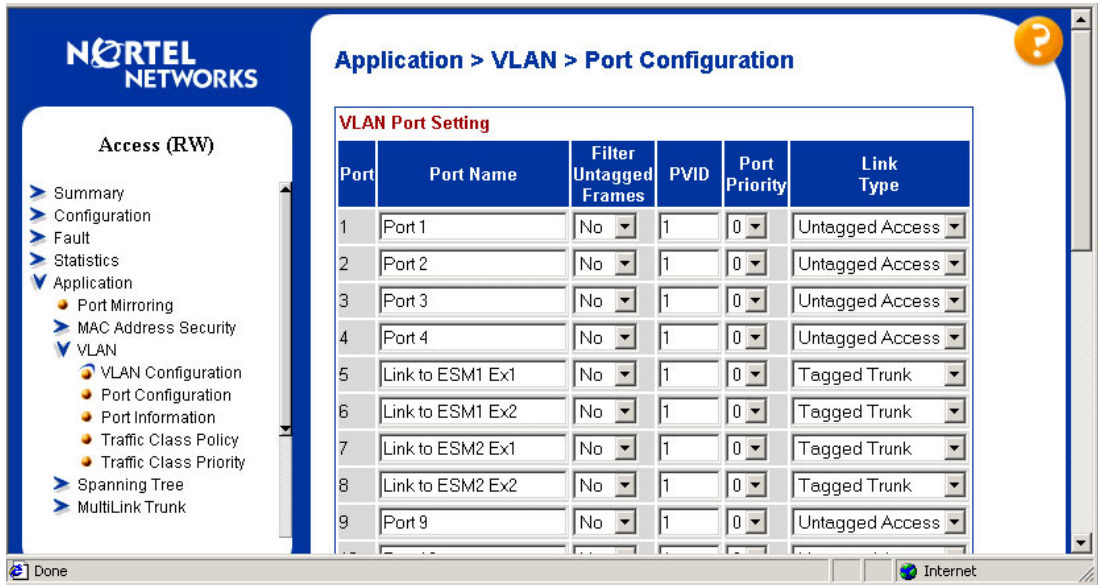 NORTEL
NETWORKS
Access (RW)
Summary
Configuration
Fault
Statistics
Application
Port Mirroring
MAC Address Security
VLAN
VLAN Configuration
Port Configuration
Port Information
Traffic Class Policy
Traffic Class Priority
Spanning Tree
MultiLink Trunk
Application > VLAN > Port Configuration
?
VLAN Port Setting
Port Port Name Filter Untagged Frames PVID Port Priority Link Type
1 Port 1 No 1 0 Untagged Access
2 Port 2 No 1 0 Untagged Access
3 Port 3 No 1 0 Untagged Access
4 Port 4 No 1 0 Untagged Access
5 Link to ESM1 Ex1 No 1 0 Tagged Trunk
6 Link to ESM1 Ex2 No 1 0 Tagged Trunk
7 Link to ESM2 Ex1 No 1 0 Tagged Trunk
8 Link to ESM2 Ex2 No 1 0 Tagged Trunk
9 Port 9 No 1 0 Untagged Access
Done
Internet